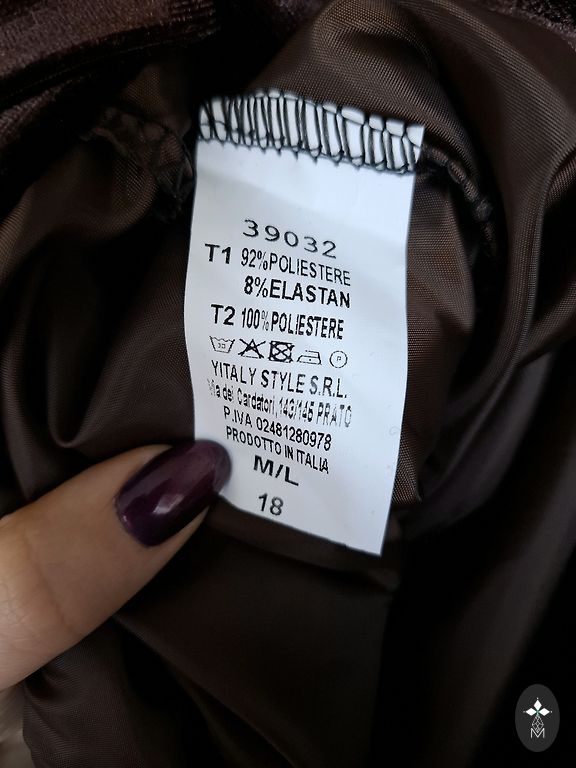 39032
T1 92%POLIESTERE
8%ELASTAN
T2 100%POLIESTERE
YITALY STYLE S.R.L.
Via dei Cardatori,143/145 PRATO
P.IVA 02481280978
PRODOTTO IN ITALIA
M/L
18